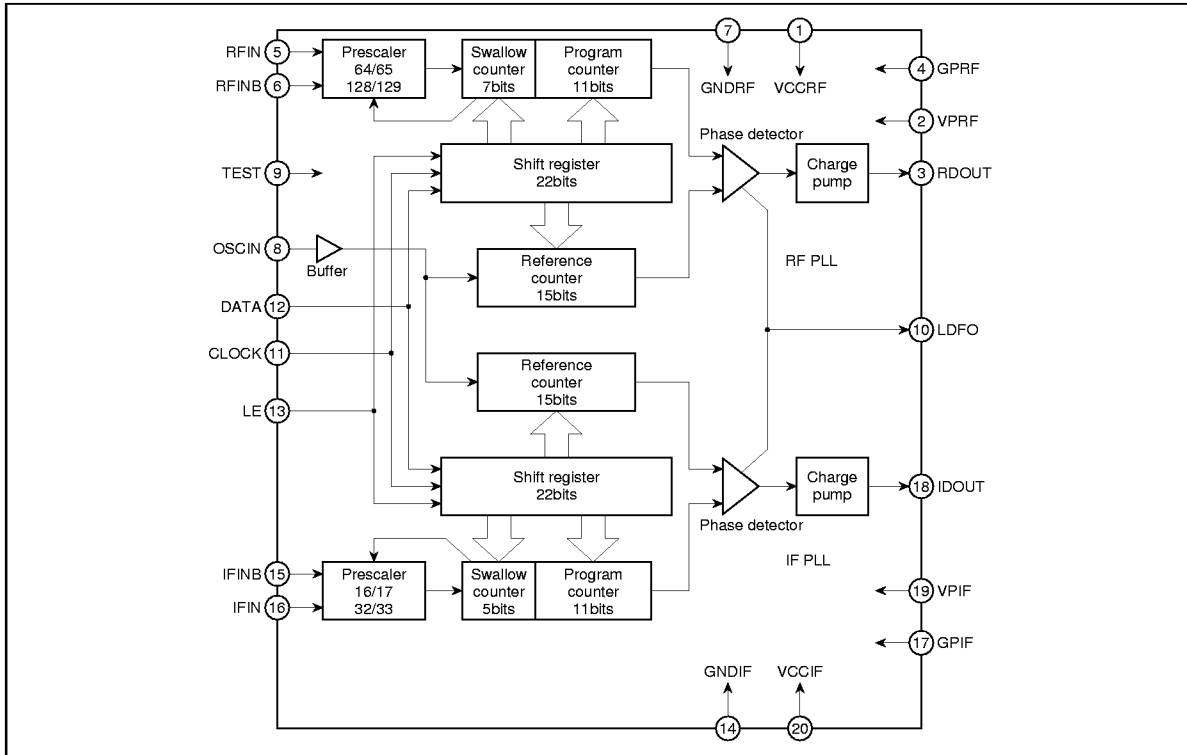 7
1
RFIN
5
Prescaler
64/65
128/129
Swallow
counter
7bits
Program
counter
11bits
4
GPRF
RFINB
6
GNDRF
VCCRF
2
VPRF
Phase detector
TEST
9
Shift register
22bits
Charge
pump
3
RDOUT
OSCIN
8
Buffer
Reference
counter
15bits
RF PLL
DATA
12
10
LDFO
CLOCK
11
Reference
counter
15bits
LE
13
Shift register
22bits
Charge
pump
18
IDOUT
Phase detector
IF PLL
IFINB
15
Prescaler
16/17
32/33
Swallow
counter
5bits
Program
counter
11bits
19
VPIF
IFIN
16
17
GPIF
GNDIF
VCCIF
14
20